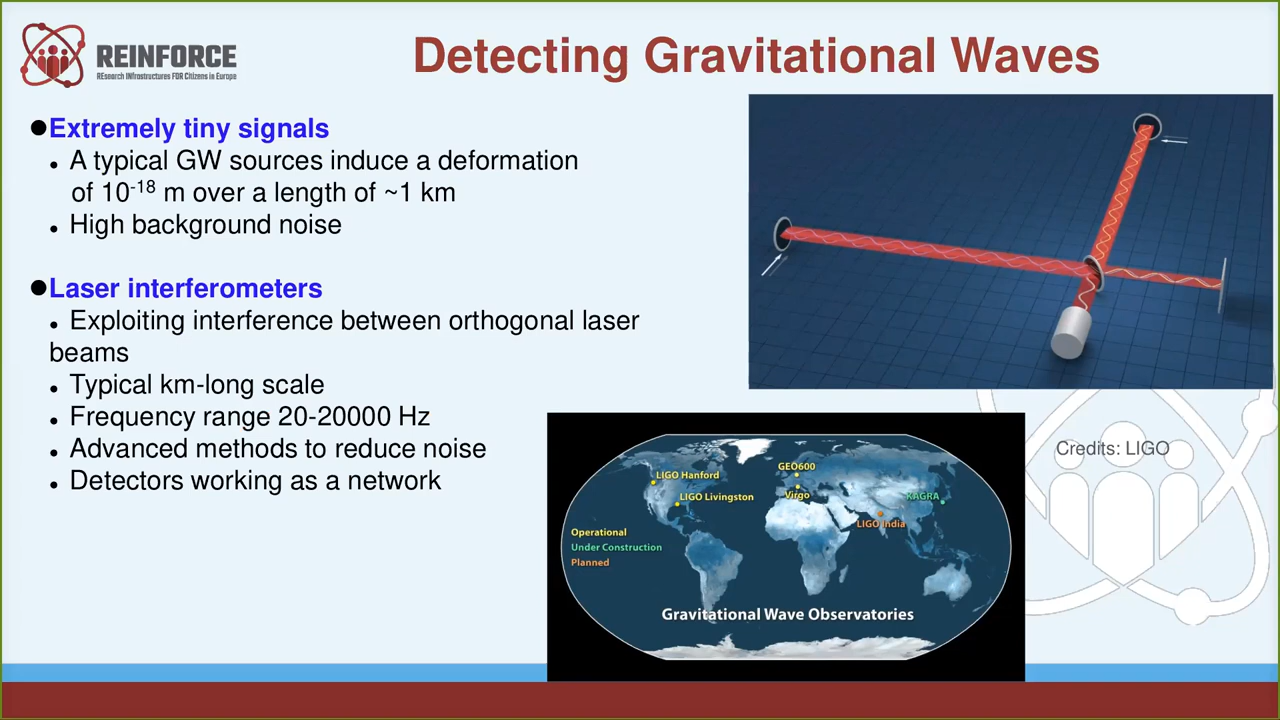 REINFORCE
REsearch INfrastructures FOR Citizens in Europe
Detecting Gravitational Waves
●Extremely tiny signals
● A typical GW sources induce a deformation
of 10-18 m over a length of ~1 km
● High background noise
●Laser interferometers
● Exploiting interference between orthogonal laser
beams
● Typical km-long scale
● Frequency range 20-20000 Hz
● Advanced methods to reduce noise
● Detectors working as a network
Credits: LIGO
LIGO Hanford
LIGO Livingston
GEO600
Virgo
KAGRA
LIGO India
Operational
Under Construction
Planned
Gravitational Wave Observatories